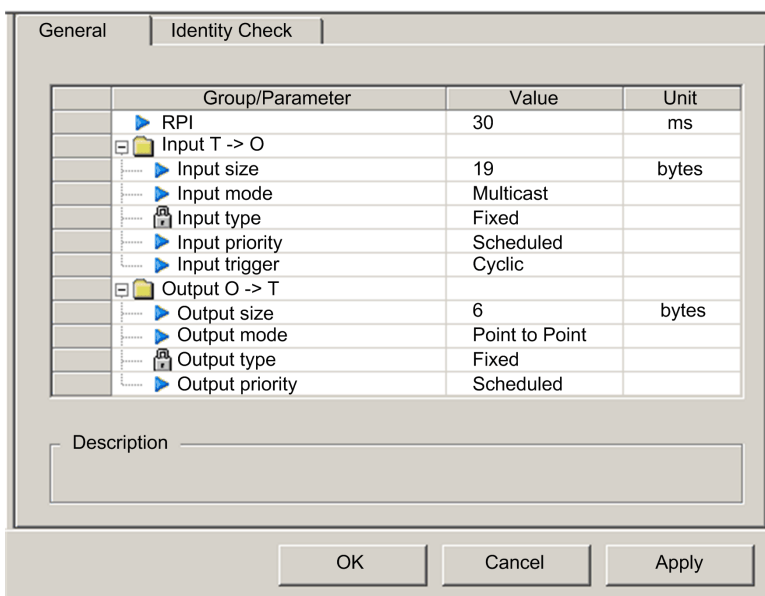 General Identity Check
Group/Parameter Value Unit
RPI 30 ms
Input T -> O
Input size 19 bytes
Input mode Multicast
Input type Fixed
Input priority Scheduled
Input trigger Cyclic
Output O -> T
Output size 6 bytes
Output mode Point to Point
Output type Fixed
Output priority Scheduled
Description
OK Cancel Apply